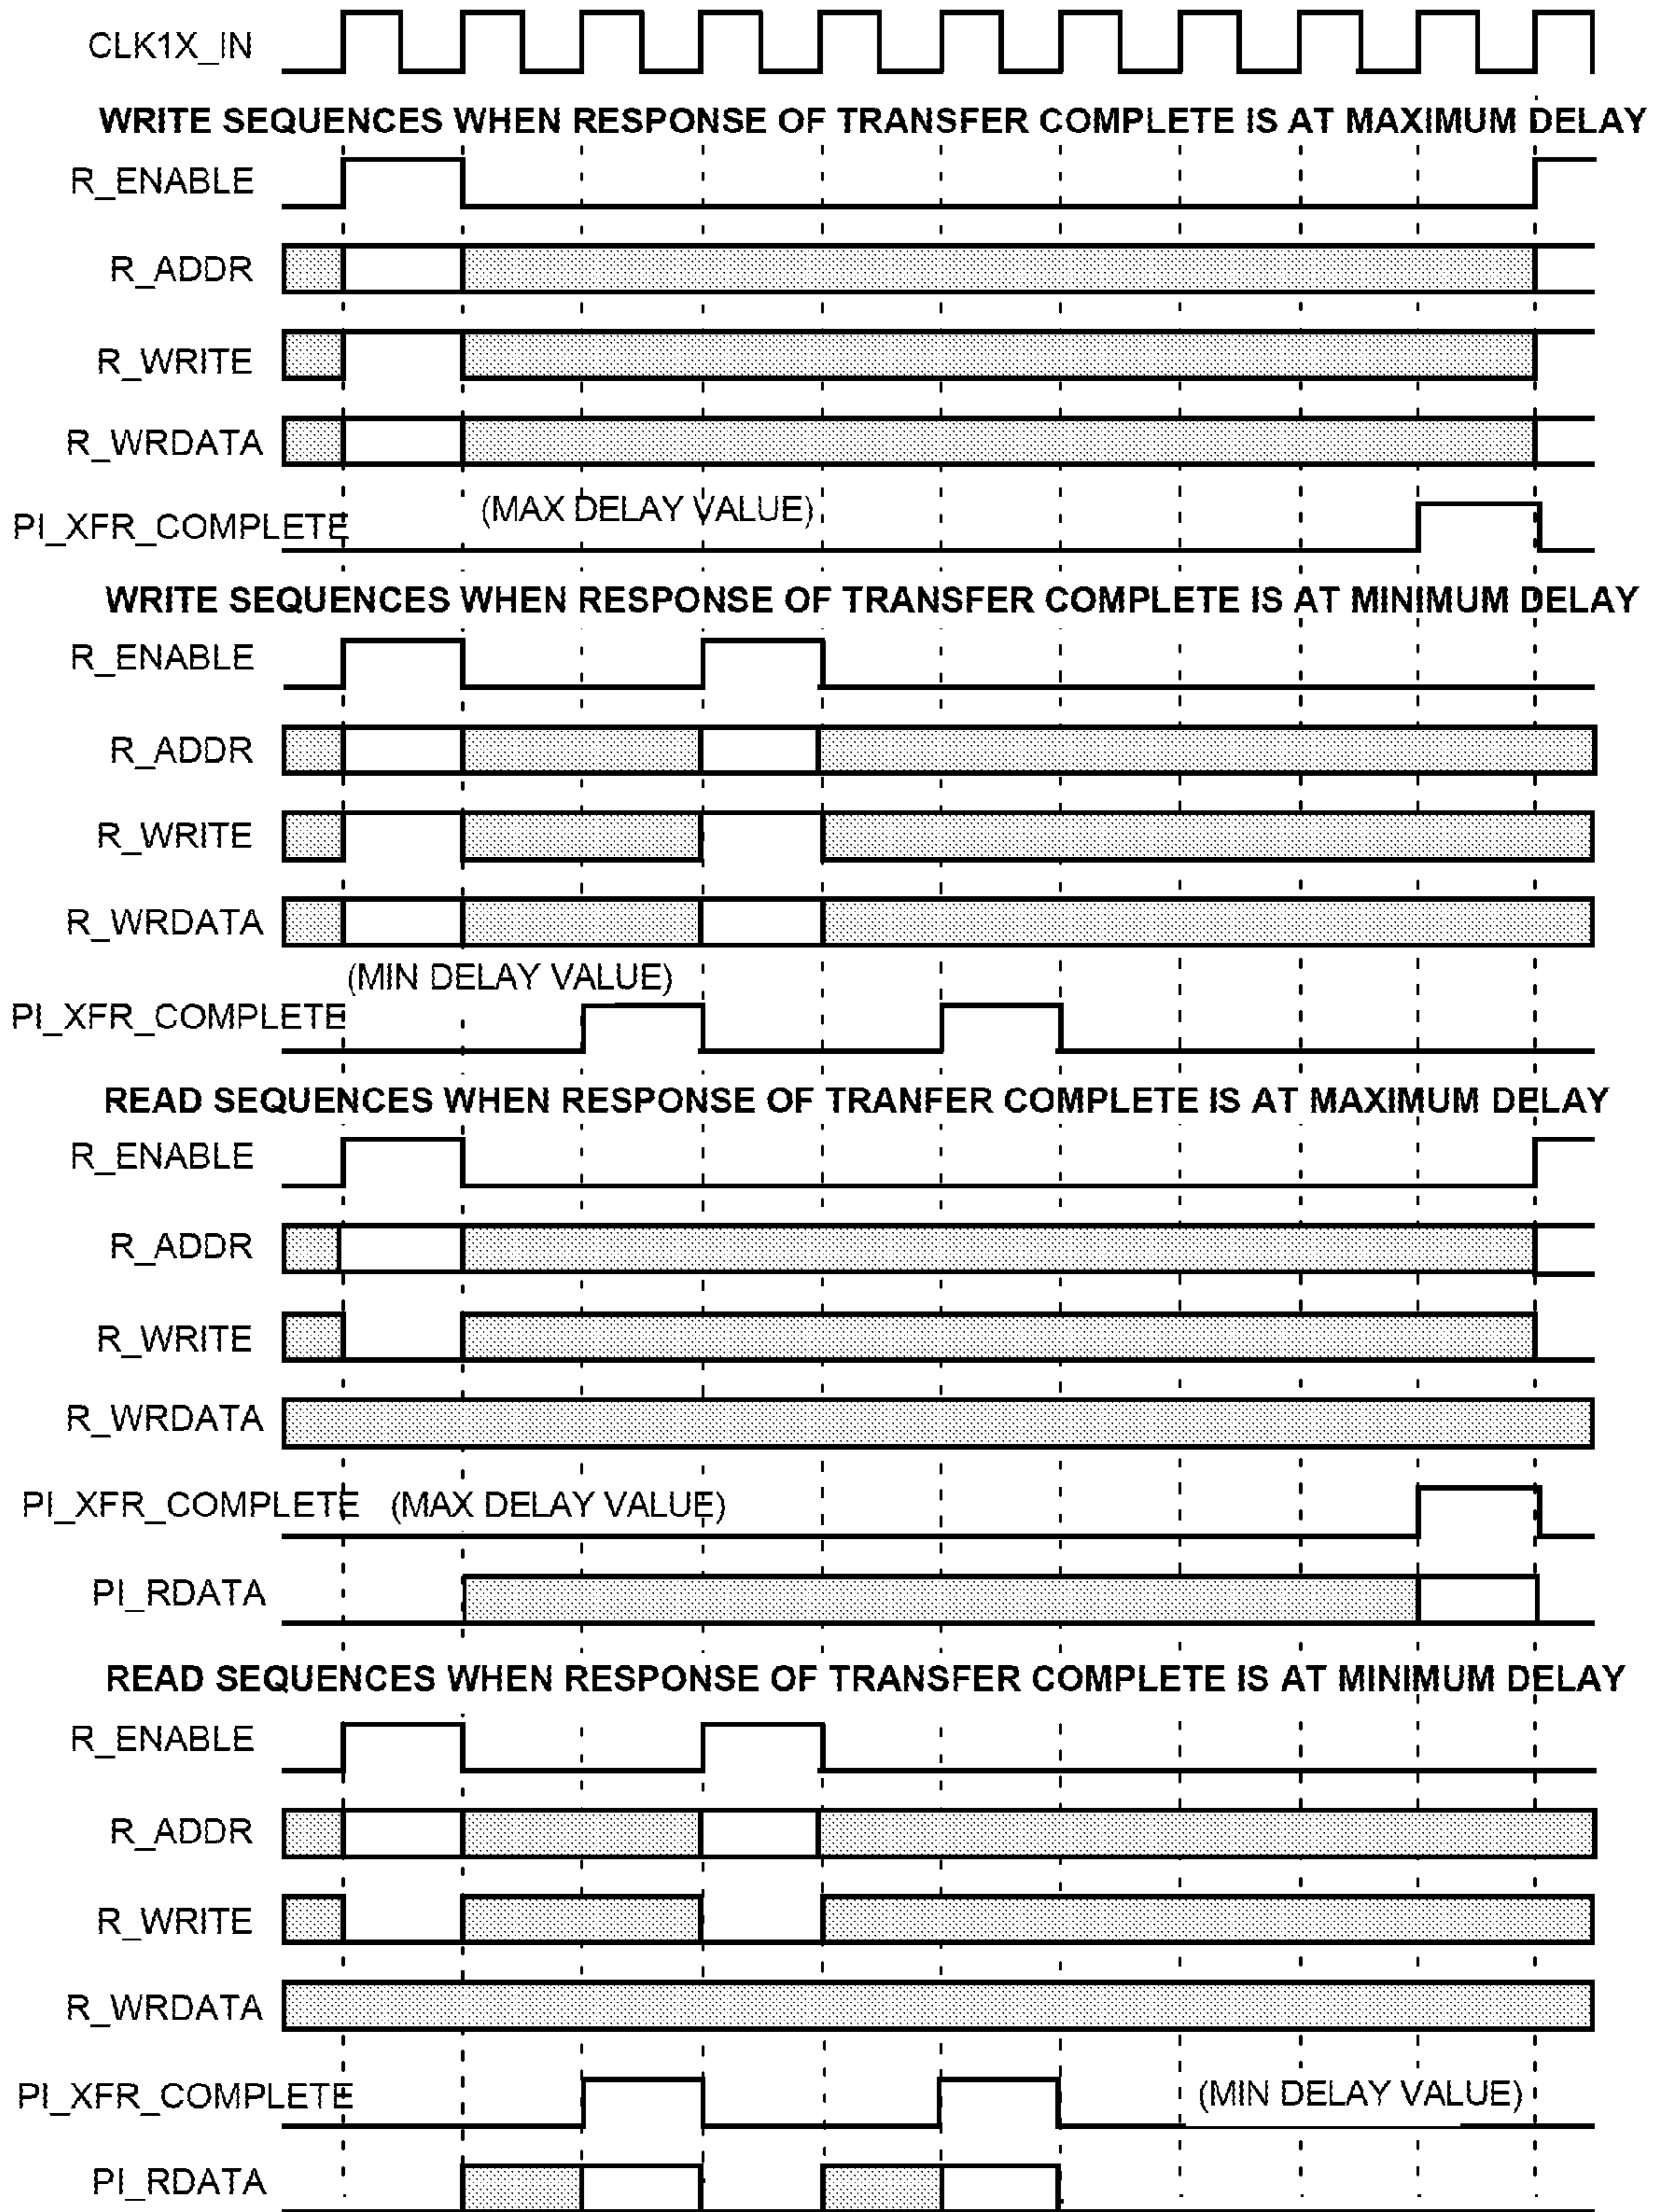 CLK1X_IN
WRITE SEQUENCES WHEN RESPONSE OF TRANSFER COMPLETE IS AT MAXIMUM DELAY
R_ENABLE
R_ADDR
R_WRITE
R_WRDATA
PI_XFR_COMPLETE (MAX DELAY VALUE)
WRITE SEQUENCES WHEN RESPONSE OF TRANSFER COMPLETE IS AT MINIMUM DELAY
R_ENABLE
R_ADDR
R_WRITE
R_WRDATA
(MIN DELAY VALUE)
PI_XFR_COMPLETE
READ SEQUENCES WHEN RESPONSE OF TRANFER COMPLETE IS AT MAXIMUM DELAY
R_ENABLE
R_ADDR
R_WRITE
R_WRDATA
PI_XFR_COMPLETE (MAX DELAY VALUE)
PI_RDATA
READ SEQUENCES WHEN RESPONSE OF TRANSFER COMPLETE IS AT MINIMUM DELAY
R_ENABLE
R_ADDR
R_WRITE
R_WRDATA
PI_XFR_COMPLETE (MIN DELAY VALUE)
PI_RDATA